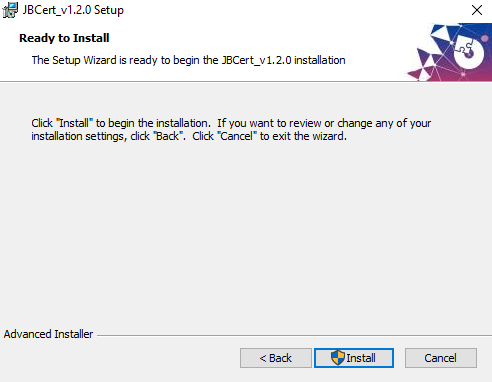 JBCert_v1.2.0 Setup
Ready to Install
The Setup Wizard is ready to begin the JBCert_v1.2.0 installation
Click "Install" to begin the installation.  If you want to review or change any of your
installation settings, click "Back".  Click "Cancel" to exit the wizard.
Advanced Installer
< Back
Install
Cancel